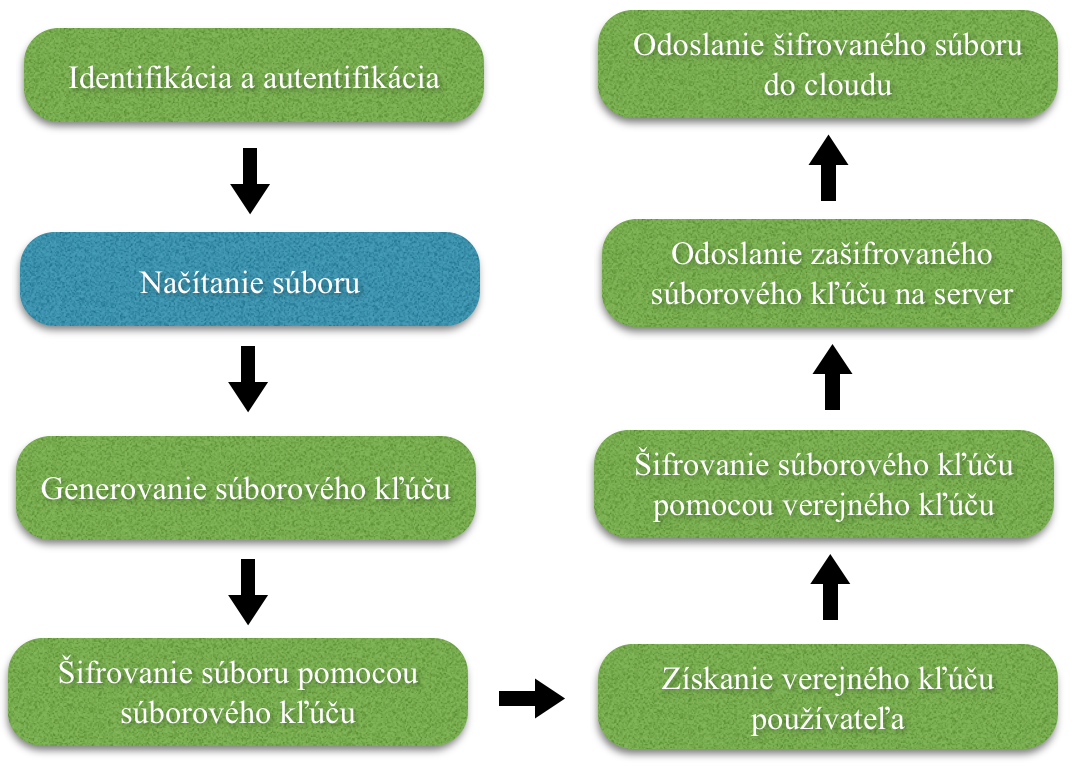 Identifikácia a autentifikácia
Načítanie súboru
Generovanie súborového kľúču
Šifrovanie súboru pomocou
súborového kľúču
Získanie verejného kľúču
používateľa
Šifrovanie súborového kľúču
pomocou verejného kľúču
Odoslanie zašifrovaného
súborového kľúču na server
Odoslanie šifrovaného súboru
do cloudu